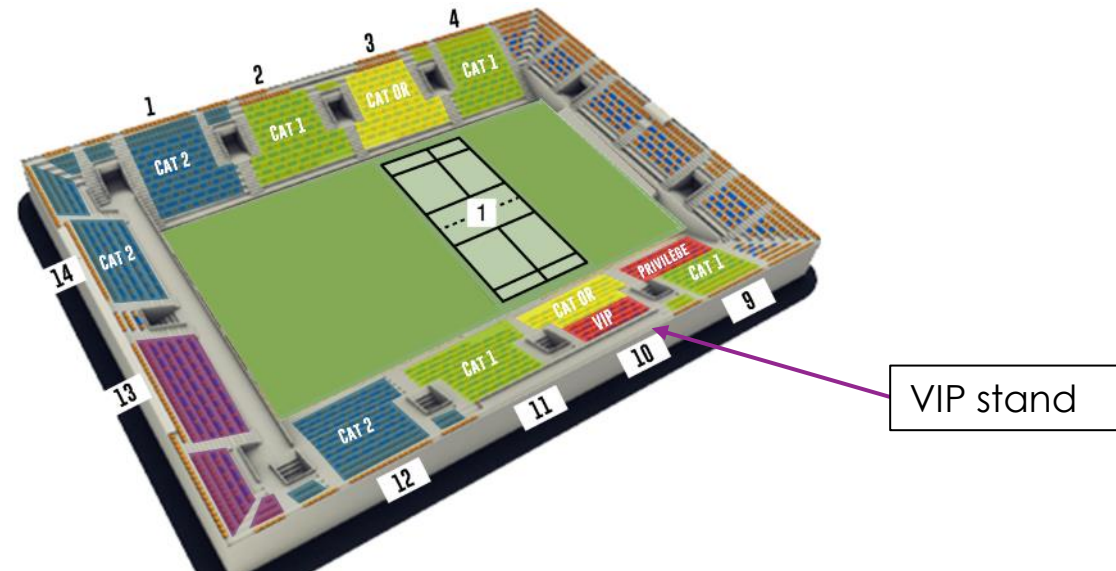 4
3
2
1
CAT 1
CAT OR
CAT 1
CAT 2
1
CAT 2
14
PRIVILÈGE
CAT 1
9
CAT OR
VIP
10
CAT 1
11
13
CAT 2
12
VIP stand